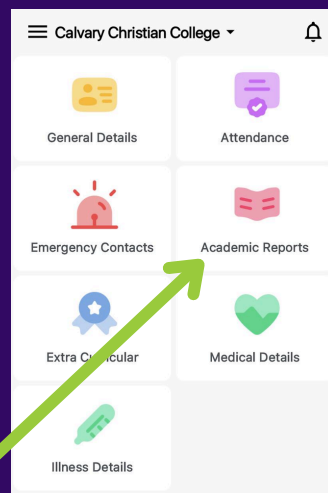 Calvary Christian College
General Details
Attendance
Emergency Contacts
Academic Reports
Extra Curricular
Medical Details
Illness Details